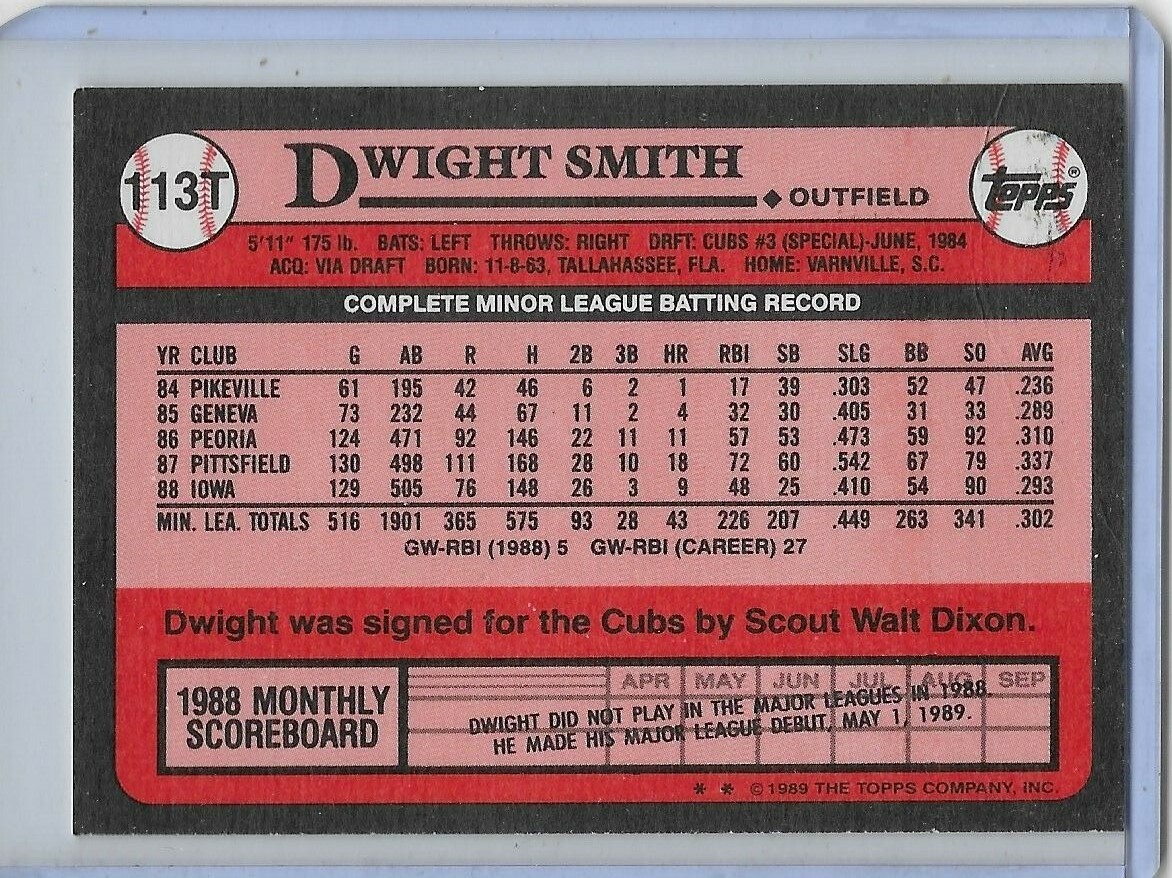 113T
DWIGHT SMITH
◆ OUTFIELD
TOPPS®
5'11" 175 lb. BATS: LEFT THROWS: RIGHT DRFT: CUBS #3 (SPECIAL)-JUNE, 1984
ACQ: VIA DRAFT BORN: 11-8-63, TALLAHASSEE, FLA. HOME: VARNVILLE, S.C.
COMPLETE MINOR LEAGUE BATTING RECORD
YR CLUB G AB R H 2B 3B HR RBI SB SLG BB SO AVG
84 PIKEVILLE 61 195 42 46 6 2 1 17 39 .303 52 47 .236
85 GENEVA 73 232 44 67 11 2 4 32 30 .405 31 33 .289
86 PEORIA 124 471 92 146 22 11 11 57 53 .473 59 92 .310
87 PITTSFIELD 130 498 111 168 28 10 18 72 60 .542 67 79 .337
88 IOWA 129 505 76 148 26 3 9 48 25 .410 54 90 .293
MIN. LEA. TOTALS 516 1901 365 575 93 28 43 226 207 .449 263 341 .302
GW-RBI (1988) 5 GW-RBI (CAREER) 27
Dwight was signed for the Cubs by Scout Walt Dixon.
1988 MONTHLY
SCOREBOARD
APR MAY JUN JUL AUG SEP
DWIGHT DID NOT PLAY IN THE MAJOR LEAGUES IN 1988.
HE MADE HIS MAJOR LEAGUE DEBUT, MAY 1, 1989.
* * © 1989 THE TOPPS COMPANY, INC.